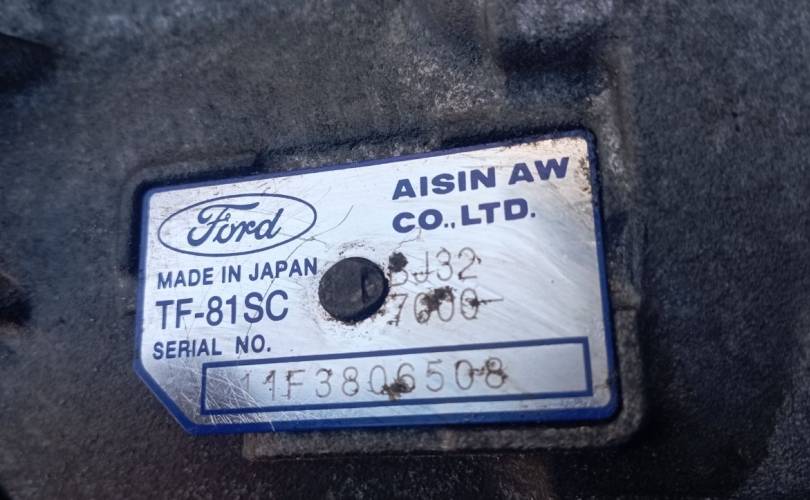 Ford
AISIN AW
CO., LTD.
MADE IN JAPAN
TF-81SC
BJ32
7000-
SERIAL NO.
11F3806508